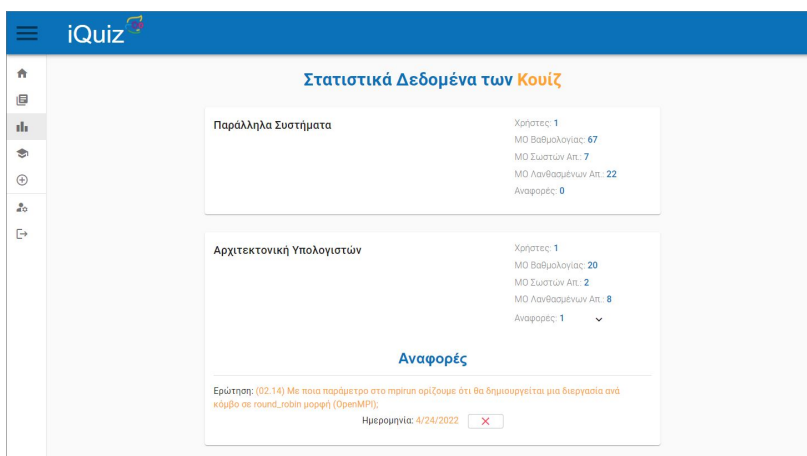 iQuiz
Στατιστικά Δεδομένα των Κουίζ
Παράλληλα Συστήματα
Χρήστες: 1
ΜΟ Βαθμολογίας: 67
ΜΟ Σωστών Απ.: 7
ΜΟ Λανθασμένων Απ.: 22
Αναφορές: 0
Αρχιτεκτονική Υπολογιστών
Χρήστες: 1
ΜΟ Βαθμολογίας: 20
ΜΟ Σωστών Απ.: 2
ΜΟ Λανθασμένων Απ.: 8
Αναφορές: 1
Αναφορές
Ερώτηση: (02.14) Με ποια παράμετρο στο mpirun ορίζουμε ότι θα δημιουργείται μια διεργασία ανά
κόμβο σε round_robin μορφή (OpenMPI);
Ημερομηνία: 4/24/2022